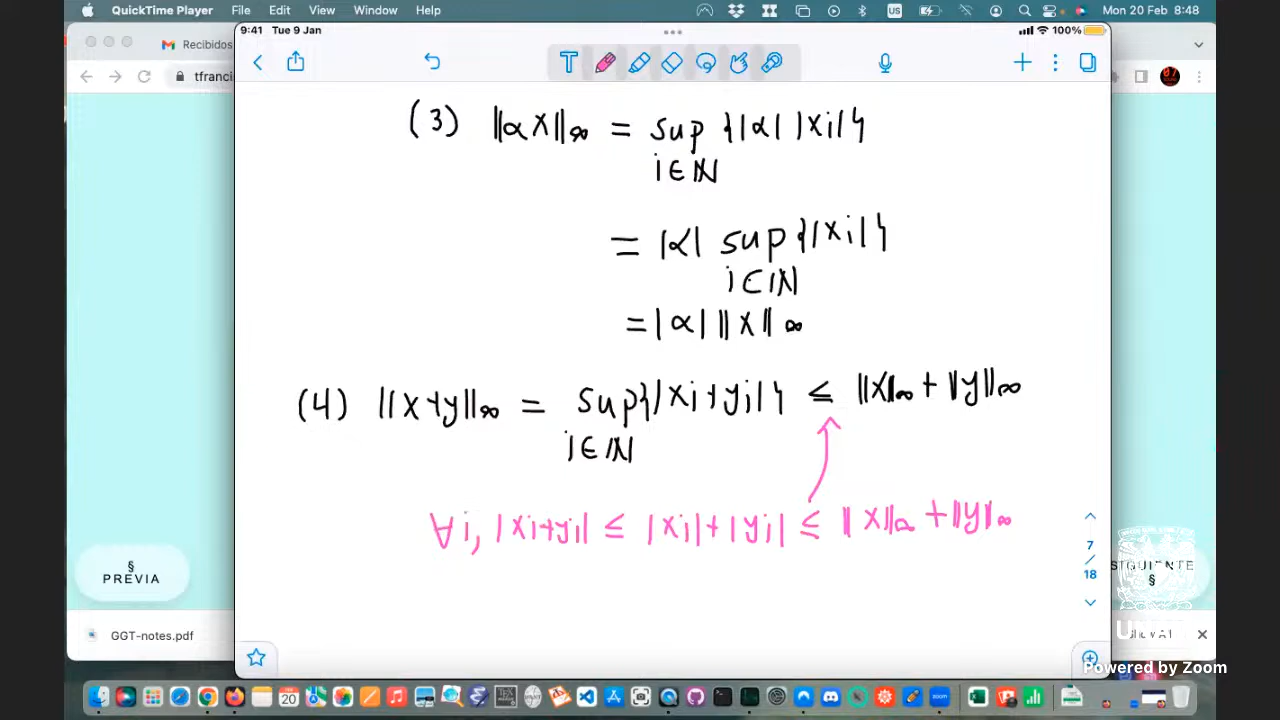 QuickTime Player File Edit View Window Help Mon 20 Feb 8:48
9:41 Tue 9 Jan 100%
Recibidos
tfranci
(3) ||αx||∞ = sup {|α| |xi|}
i∈ℕ
= |α| sup {|xi|}
i∈ℕ
= |α| ||x||∞
(4) ||x+y||∞ = sup {|xi+yi|} ≤ ||x||∞ + ||y||∞
i∈ℕ
∀i, |xi+yi| ≤ |xi|+|yi| ≤ ||x||∞ + ||y||∞
7
/
18
§
PREVIA
SIGUIENTE
§
GGT-notes.pdf
Powered by Zoom